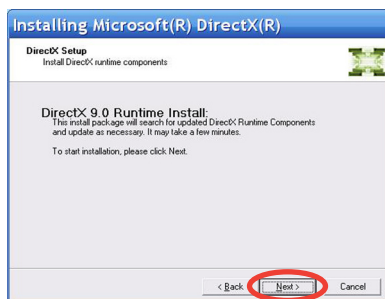 Installing Microsoft(R) DirectX(R)
DirectX Setup
Install DirectX runtime components
DirectX 9.0 Runtime Install:
This install package will search for updated DirectX Runtime Components
and update as necessary. It may take a few minutes.
To start installation, please click Next.
< Back Next > Cancel